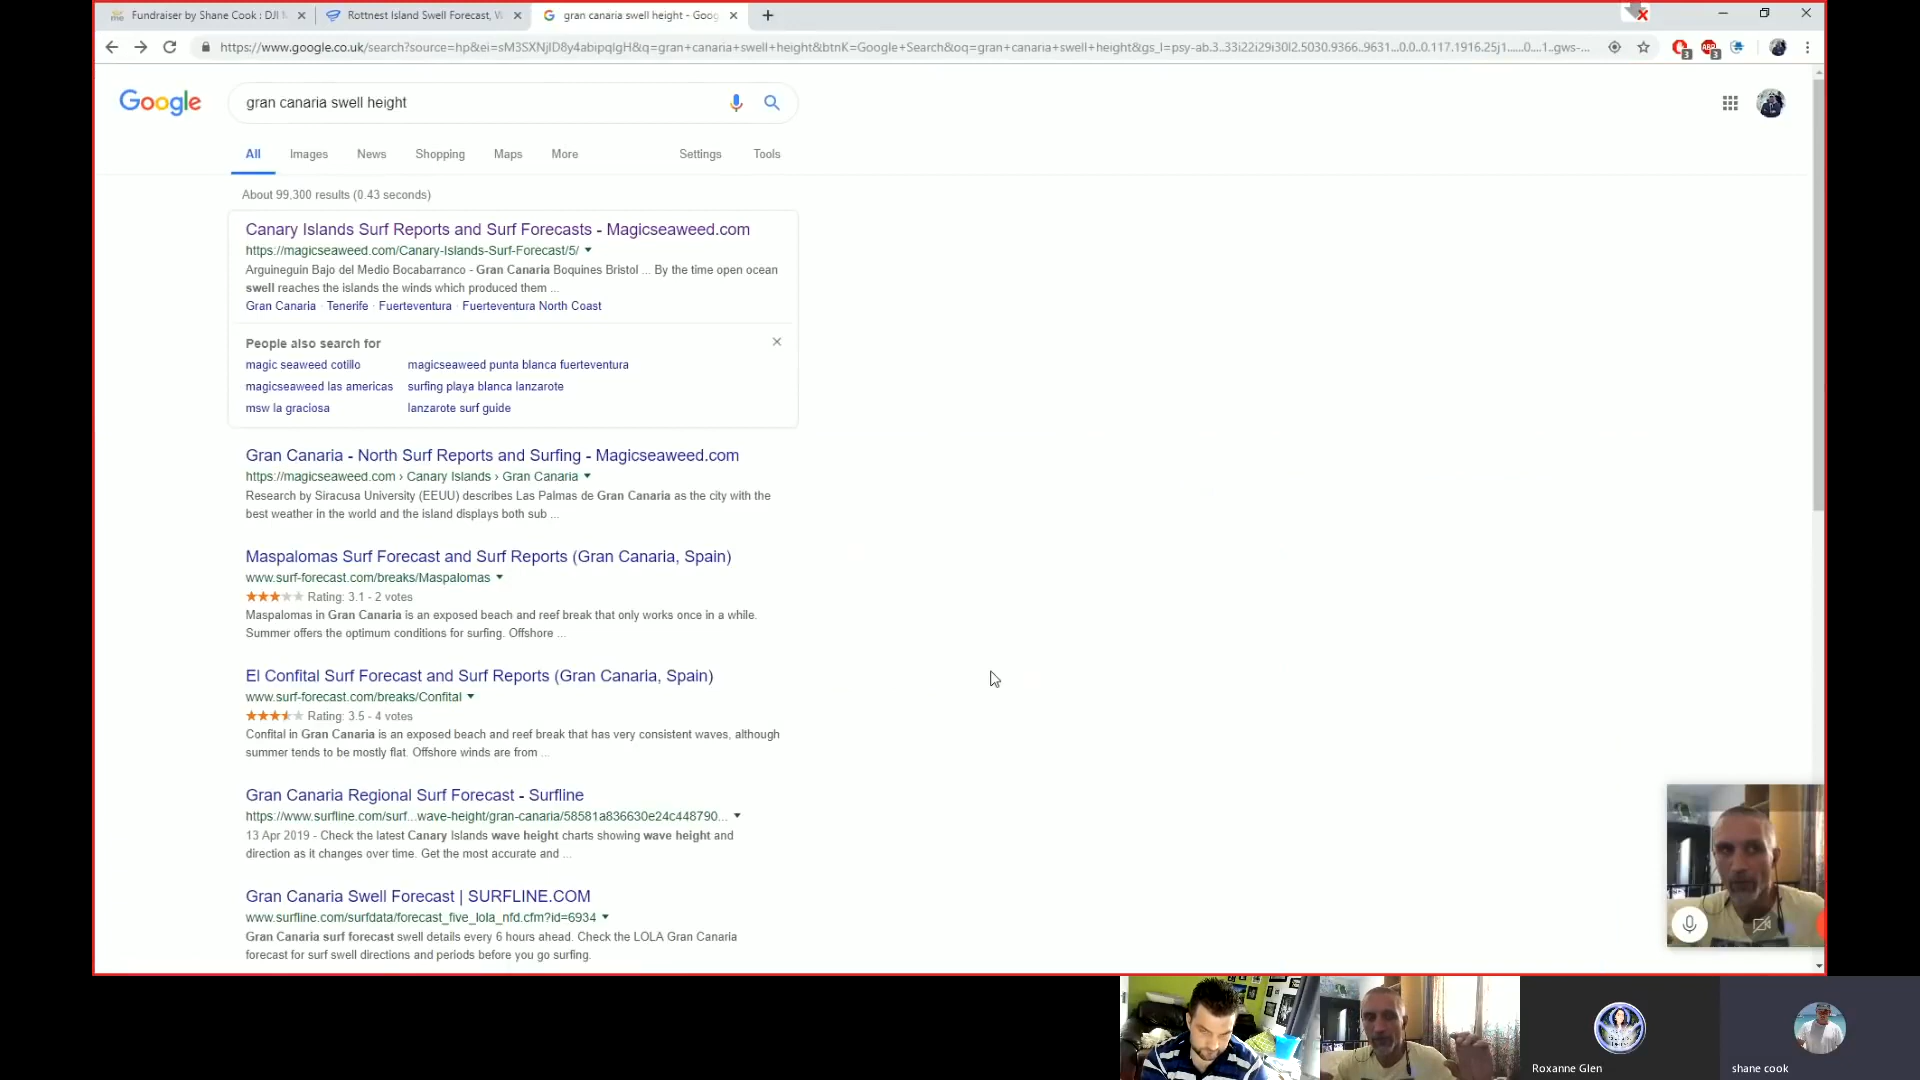 Fundraiser by Shane Cook : DJI
Rottnest Island Swell Forecast,
gran canaria swell height - Goog
https://www.google.co.uk/search?source=hp&ei=sM3SXNjlD8y4abipqlgH&q=gran+canaria+swell+height&btnK=Google+Search&oq=gran+canaria+swell+height&gs_l=psy-ab.3..33i22i29i30l2.5030.9366..9631...0.0..0.117.1916.25j1......0....1..gws-...
3
ABP
3
Google
gran canaria swell height
All
Images
News
Shopping
Maps
More
Settings
Tools
About 99,300 results (0.43 seconds)
Canary Islands Surf Reports and Surf Forecasts - Magicseaweed.com
https://magicseaweed.com/Canary-Islands-Surf-Forecast/5/
Arguineguin Bajo del Medio Bocabarranco - Gran Canaria Boquines Bristol ... By the time open ocean
swell reaches the islands the winds which produced them ...
Gran Canaria · Tenerife · Fuerteventura · Fuerteventura North Coast
People also search for
magic seaweed cotillo
magicseaweed punta blanca fuerteventura
magicseaweed las americas
surfing playa blanca lanzarote
msw la graciosa
lanzarote surf guide
Gran Canaria - North Surf Reports and Surfing - Magicseaweed.com
https://magicseaweed.com › Canary Islands › Gran Canaria
Research by Siracusa University (EEUU) describes Las Palmas de Gran Canaria as the city with the
best weather in the world and the island displays both sub ...
Maspalomas Surf Forecast and Surf Reports (Gran Canaria, Spain)
www.surf-forecast.com/breaks/Maspalomas
Rating: 3.1 - 2 votes
Maspalomas in Gran Canaria is an exposed beach and reef break that only works once in a while.
Summer offers the optimum conditions for surfing. Offshore ...
El Confital Surf Forecast and Surf Reports (Gran Canaria, Spain)
www.surf-forecast.com/breaks/Confital
Rating: 3.5 - 4 votes
Confital in Gran Canaria is an exposed beach and reef break that has very consistent waves, although
summer tends to be mostly flat. Offshore winds are from ...
Gran Canaria Regional Surf Forecast - Surfline
https://www.surfline.com/surf...wave-height/gran-canaria/58581a836630e24c448790...
13 Apr 2019 - Check the latest Canary Islands wave height charts showing wave height and
direction as it changes over time. Get the most accurate and ...
Gran Canaria Swell Forecast | SURFLINE.COM
www.surfline.com/surfdata/forecast_five_lola_nfd.cfm?id=6934
Gran Canaria surf forecast swell details every 6 hours ahead. Check the LOLA Gran Canaria
forecast for surf swell directions and periods before you go surfing.
Roxanne Glen
shane cook